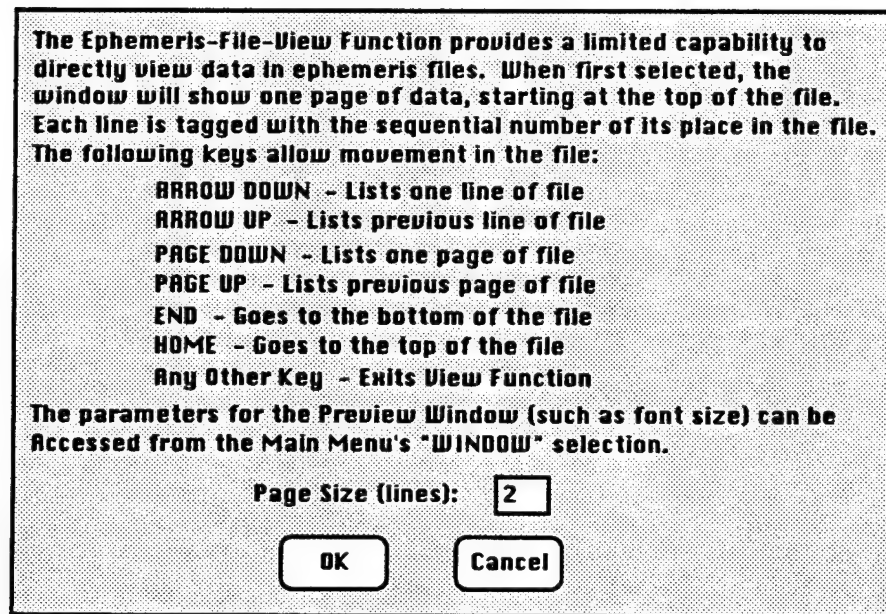 The Ephemeris-File-View Function provides a limited capability to
directly view data in ephemeris files. When first selected, the
window will show one page of data, starting at the top of the file.
Each line is tagged with the sequential number of its place in the file.
The following keys allow movement in the file:
ARROW DOWN - Lists one line of file
ARROW UP - Lists previous line of file
PAGE DOWN - Lists one page of file
PAGE UP - Lists previous page of file
END - Goes to the bottom of the file
HOME - Goes to the top of the file
Any Other Key - Exits View Function
The parameters for the Preview Window (such as font size) can be
Accessed from the Main Menu's "WINDOW" selection.
Page Size (lines): 2
OK Cancel